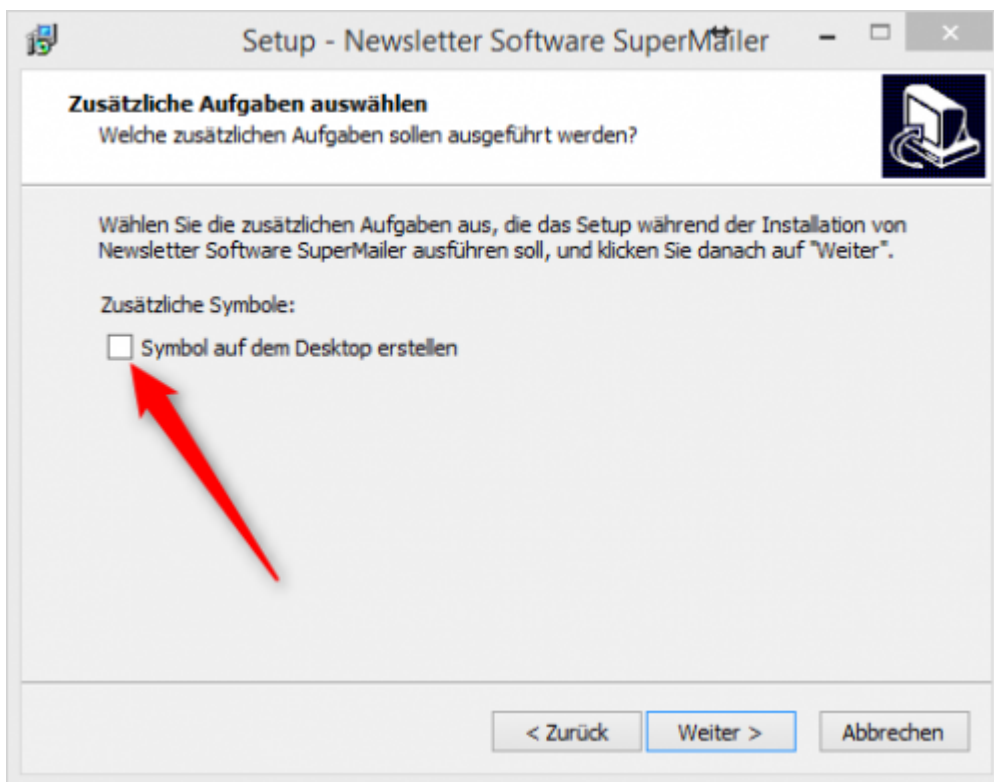 Setup - Newsletter Software SuperMailer
Zusätzliche Aufgaben auswählen
Welche zusätzlichen Aufgaben sollen ausgeführt werden?
Wählen Sie die zusätzlichen Aufgaben aus, die das Setup während der Installation von
Newsletter Software SuperMailer ausführen soll, und klicken Sie danach auf "Weiter".
Zusätzliche Symbole:
Symbol auf dem Desktop erstellen
< Zurück Weiter > Abbrechen